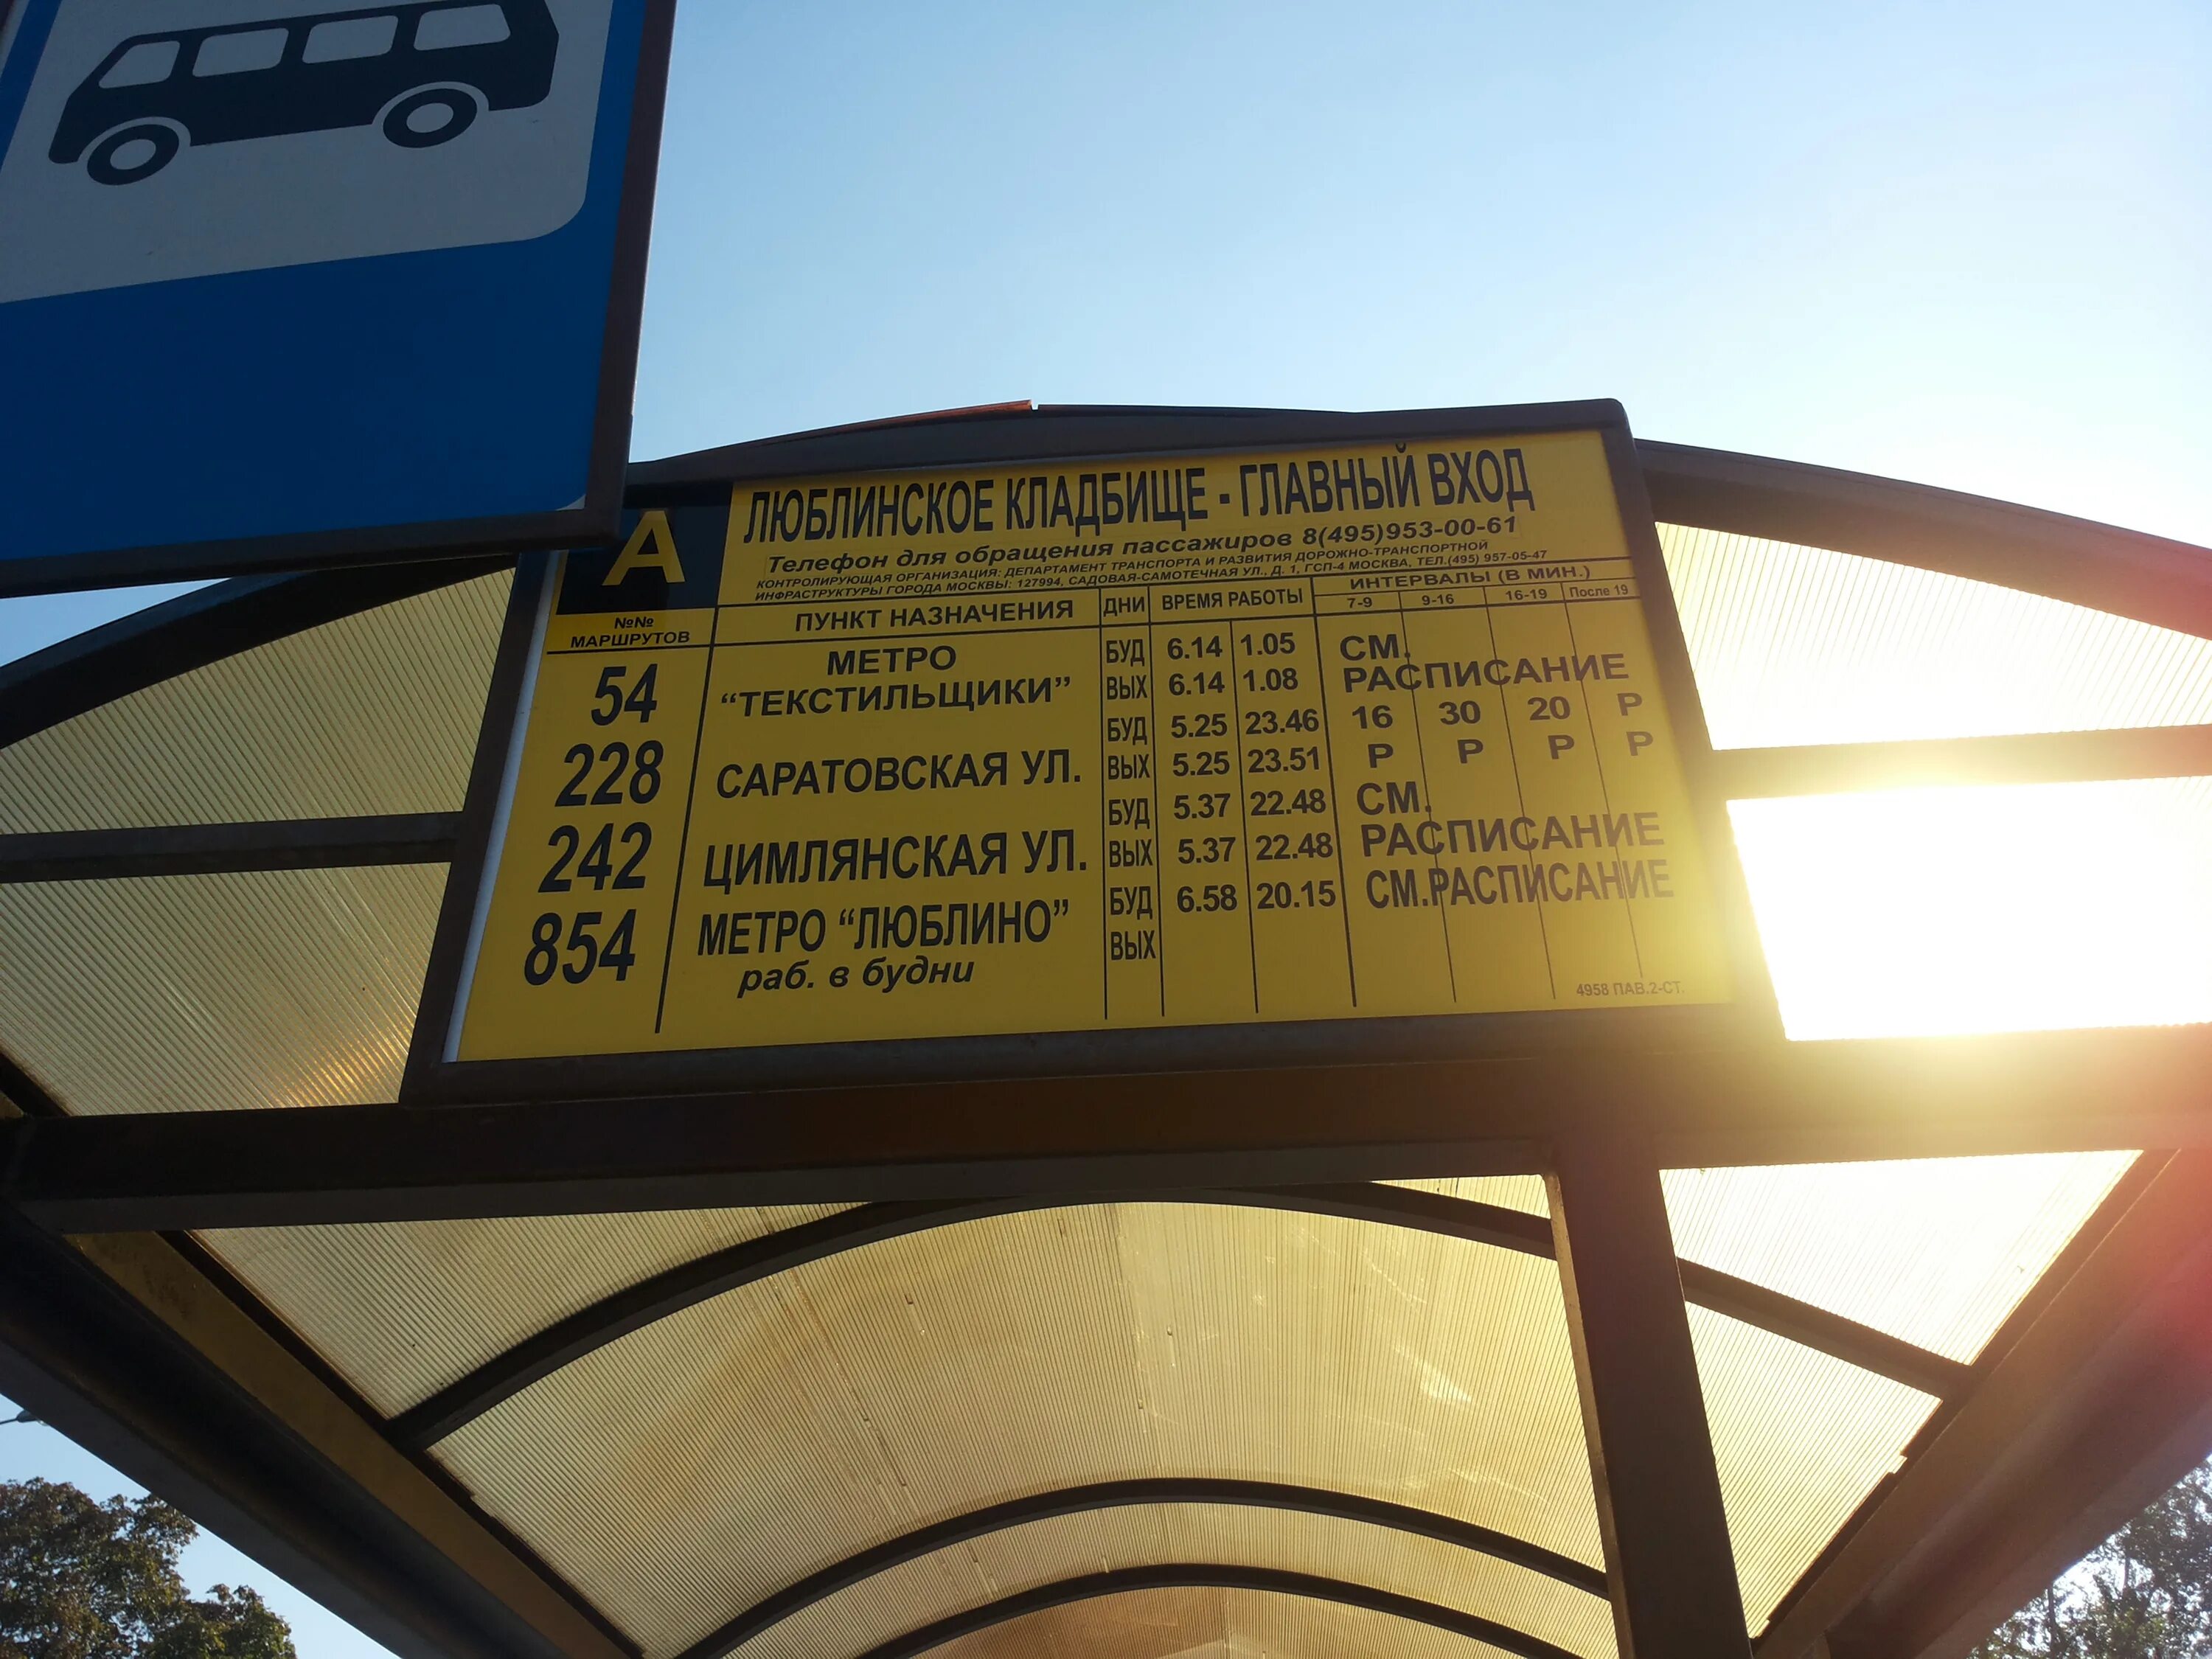 А
ЛЮБЛИНСКОЕ КЛАДБИЩЕ - ГЛАВНЫЙ ВХОД
Телефон для обращения пассажиров 8(495)953-00-61
КОНТРОЛИРУЮЩАЯ ОРГАНИЗАЦИЯ: ДЕПАРТАМЕНТ ТРАНСПОРТА И РАЗВИТИЯ ДОРОЖНО-ТРАНСПОРТНОЙ
ИНФРАСТРУКТУРЫ ГОРОДА МОСКВЫ: 127994, САДОВАЯ-САМОТЕЧНАЯ УЛ., Д. 1, ГСП-4 МОСКВА, ТЕЛ.(495) 957-05-47
№№ МАРШРУТОВ ПУНКТ НАЗНАЧЕНИЯ ДНИ ВРЕМЯ РАБОТЫ ИНТЕРВАЛЫ (В МИН.)
7-9 9-16 16-19 После 19
54 МЕТРО БУД 6.14 1.05 СМ.
"ТЕКСТИЛЬЩИКИ" ВЫХ 6.14 1.08 РАСПИСАНИЕ
228 САРАТОВСКАЯ УЛ. БУД 5.25 23.46 16 30 20 Р
ВЫХ 5.25 23.51 Р Р Р Р
242 ЦИМЛЯНСКАЯ УЛ. БУД 5.37 22.48 СМ.
ВЫХ 5.37 22.48 РАСПИСАНИЕ
854 МЕТРО "ЛЮБЛИНО" БУД 6.58 20.15 СМ.РАСПИСАНИЕ
раб. в будни ВЫХ
4958 ПАВ.2-СТ.